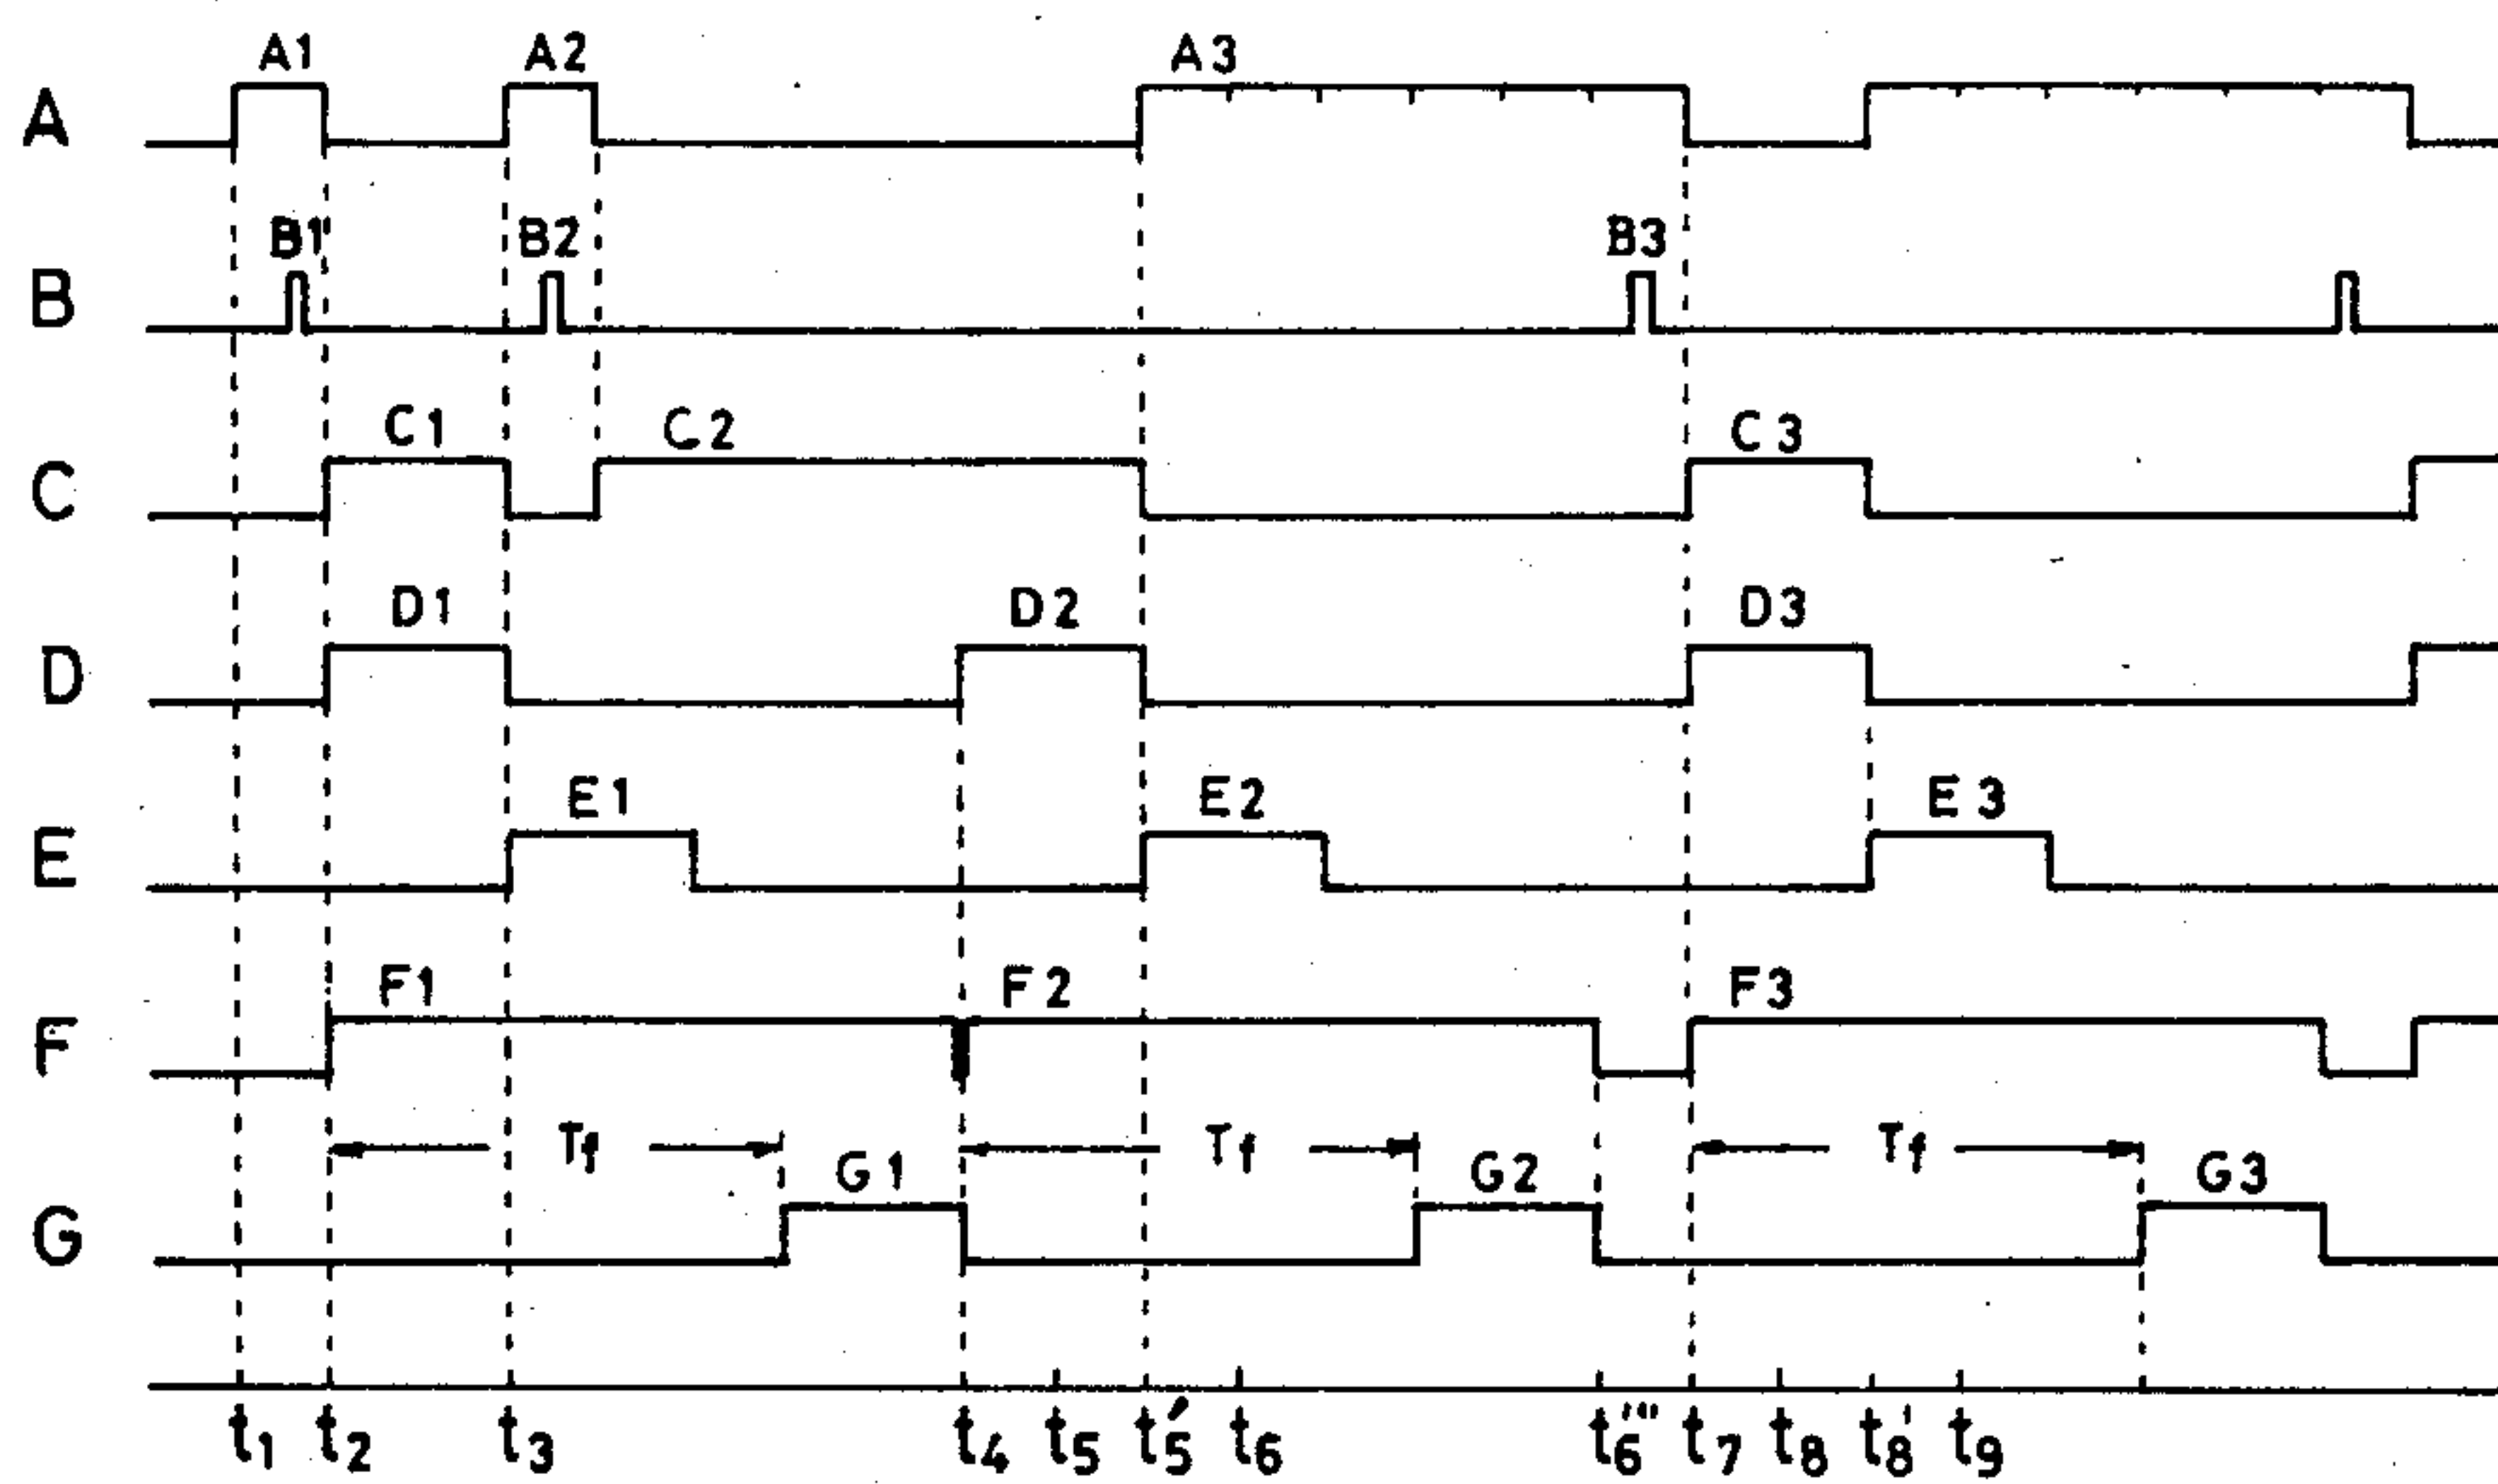 A1 A2 A3
A
B1 B2 B3
B
C1 C2 C3
C
D1 D2 D3
D
E1 E2 E3
E
F1 F2 F3
F
Tf Tf Tf
G1 G2 G3
G
t1 t2 t3 t4 t5 t5' t6 t6''' t7 t8 t8' t9